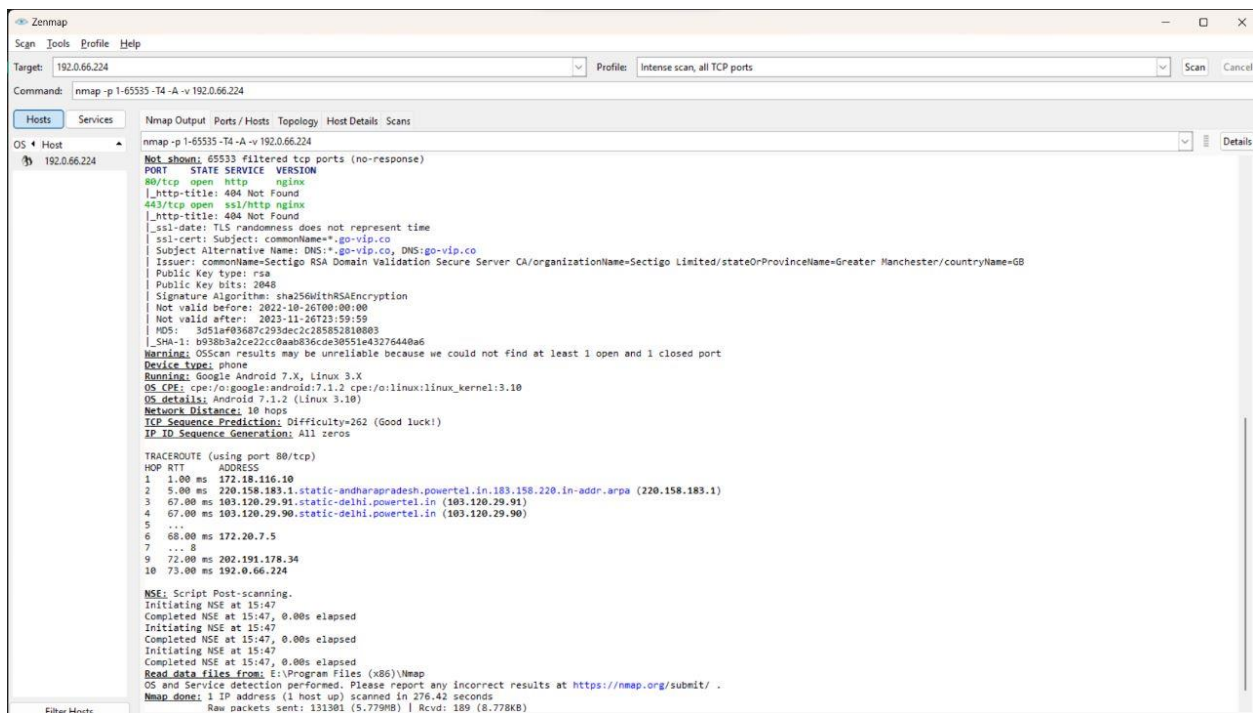 Zenmap
Scan Tools Profile Help
Target: 192.0.66.224 Profile: Intense scan, all TCP ports Scan Cancel
Command: nmap -p 1-65535 -T4 -A -v 192.0.66.224
Hosts Services Nmap Output Ports / Hosts Topology Host Details Scans
OS Host nmap -p 1-65535 -T4 -A -v 192.0.66.224 Details
192.0.66.224
Not shown: 65533 filtered tcp ports (no-response)
PORT STATE SERVICE VERSION
80/tcp open http nginx
|_http-title: 404 Not Found
443/tcp open ssl/http nginx
|_http-title: 404 Not Found
|_ssl-date: TLS randomness does not represent time
| ssl-cert: Subject: commonName=*.go-vip.co
| Subject Alternative Name: DNS:*.go-vip.co, DNS:go-vip.co
| Issuer: commonName=Sectigo RSA Domain Validation Secure Server CA/organizationName=Sectigo Limited/stateOrProvinceName=Greater Manchester/countryName=GB
| Public Key type: rsa
| Public Key bits: 2048
| Signature Algorithm: sha256WithRSAEncryption
| Not valid before: 2022-10-26T00:00:00
| Not valid after: 2023-11-26T23:59:59
| MD5: 3d51af03687c293dec2c285852810803
|_SHA-1: b938b3a2ce22cc0aab836cde30551e43276440a6
Warning: OSScan results may be unreliable because we could not find at least 1 open and 1 closed port
Device type: phone
Running: Google Android 7.X, Linux 3.X
OS CPE: cpe:/o:google:android:7.1.2 cpe:/o:linux:linux_kernel:3.10
OS details: Android 7.1.2 (Linux 3.10)
Network Distance: 10 hops
TCP Sequence Prediction: Difficulty=262 (Good luck!)
IP ID Sequence Generation: All zeros
TRACEROUTE (using port 80/tcp)
HOP RTT ADDRESS
1 1.00 ms 172.18.116.10
2 5.00 ms 220.158.183.1.static-andharapradesh.powertel.in.183.158.220.in-addr.arpa (220.158.183.1)
3 67.00 ms 103.120.29.91.static-delhi.powertel.in (103.120.29.91)
4 67.00 ms 103.120.29.90.static-delhi.powertel.in (103.120.29.90)
5 ...
6 68.00 ms 172.20.7.5
7 ... 8
9 72.00 ms 202.191.178.34
10 73.00 ms 192.0.66.224
NSE: Script Post-scanning.
Initiating NSE at 15:47
Completed NSE at 15:47, 0.00s elapsed
Initiating NSE at 15:47
Completed NSE at 15:47, 0.00s elapsed
Initiating NSE at 15:47
Completed NSE at 15:47, 0.00s elapsed
Read data files from: E:\Program Files (x86)\Nmap
OS and Service detection performed. Please report any incorrect results at https://nmap.org/submit/ .
Nmap done: 1 IP address (1 host up) scanned in 276.42 seconds
Raw packets sent: 131301 (5.779MB) | Rcvd: 189 (8.778KB)
Filter Hosts